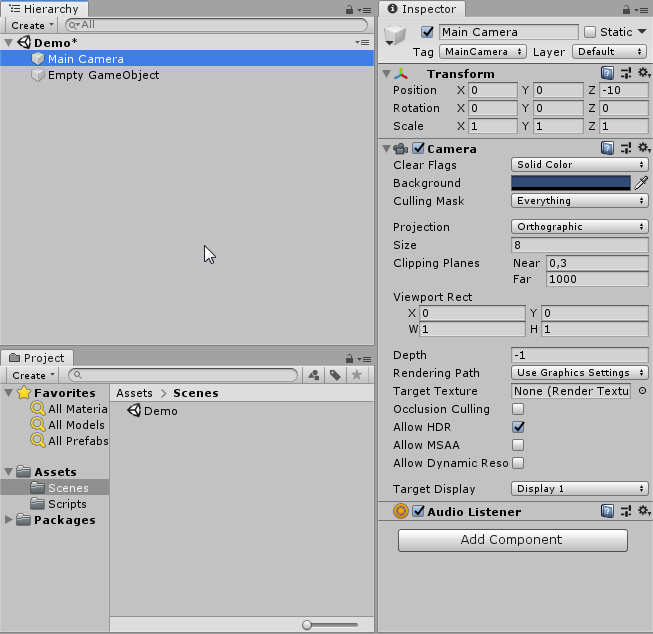 Hierarchy
Create
All
Demo*
Main Camera
Empty GameObject
Project
Create
Favorites
All Materia
All Models
All Prefabs
Assets
Scenes
Scripts
Packages
Assets > Scenes
Demo
Inspector
Main Camera Static
Tag MainCamera Layer Default
Transform
Position X 0 Y 0 Z -10
Rotation X 0 Y 0 Z 0
Scale X 1 Y 1 Z 1
Camera
Clear Flags Solid Color
Background
Culling Mask Everything
Projection Orthographic
Size 8
Clipping Planes Near 0,3
Far 1000
Viewport Rect
X 0 Y 0
W 1 H 1
Depth -1
Rendering Path Use Graphics Settings
Target Texture None (Render Textu
Occlusion Culling
Allow HDR
Allow MSAA
Allow Dynamic Reso
Target Display Display 1
Audio Listener
Add Component